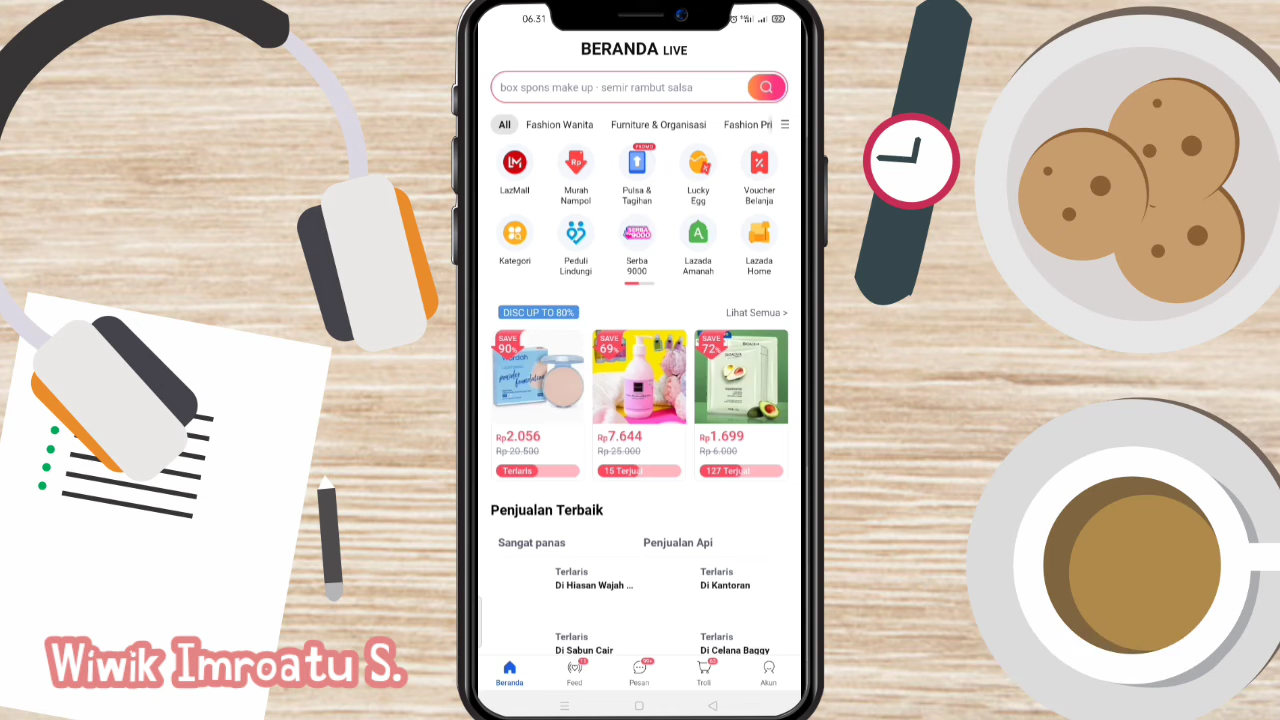 06.31
92
BERANDA LIVE
box spons make up · semir rambut salsa
All Fashion Wanita Furniture & Organisasi Fashion Pri
PROMO
LazMall
Murah Nampol
Pulsa & Tagihan
Lucky Egg
Voucher Belanja
Kategori
Peduli Lindungi
Serba 9000
Lazada Amanah
Lazada Home
DISC UP TO 80% Lihat Semua >
SAVE 90%
SAVE 69%
SAVE 72%
Rp2.056 Rp7.644 Rp1.699
Rp 20.500 Rp 25.000 Rp 6.000
Terlaris 15 Terjual 127 Terjual
Penjualan Terbaik
Sangat panas Penjualan Api
Terlaris Terlaris
Di Hiasan Wajah ... Di Kantoran
Terlaris Terlaris
Di Sabun Cair Di Celana Baggy
Beranda Feed Pesan Troli Akun
Wiwik Imroatu S.